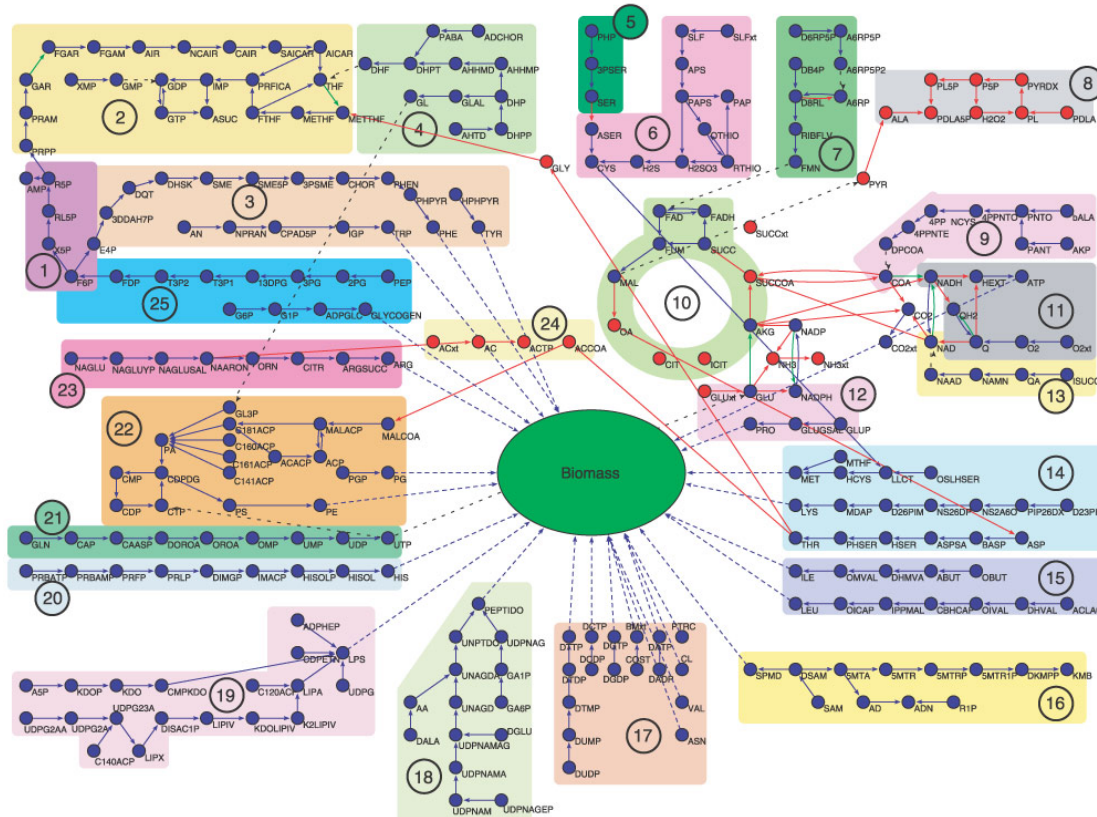 5
PHP
3PSER
SER
ASER
SLF
SLFxt
APS
PAPS
PAP
OTHIO
CYS
H2S
H2SO3
RTHIO
6
D6RP5P
A6RP5P
DB4P
A6RP5P2
D8RL
A6RP
RIBFLV
FMN
7
PL5P
P5P
PYRDX
8
ALA
PDLA5P
H2O2
PL
PDLA
PYR
FGAR
FGAM
AIR
NCAIR
CAIR
SAICAR
AICAR
GAR
XMP
GMP
GDP
IMP
PRFICA
THF
2
GTP
ASUC
FTHF
METHF
METTHF
PRAM
PRPP
PABA
ADCHOR
DHF
DHPT
AHHMD
AHHMP
GL
GLAL
DHP
4
AHTD
DHPP
GLY
AMP
R5P
RL5P
X5P
1
F6P
E4P
3DDAH7P
DQT
DHSK
SME
SME5P
3PSME
CHOR
PHEN
3
PHPYR
HPHPYR
AN
NPRAN
CPAD5P
IGP
TRP
PHE
TYR
FDP
T3P2
T3P1
13DPG
3PG
2PG
PEP
25
G6P
G1P
ADPGLC
GLYCOGEN
FAD
FADH
FUM
SUCC
SUCCxt
MAL
SUCCOA
10
OA
AKG
CIT
ICIT
NADP
NH3
NH3xt
4PP
NCYS
4PPNTO
PNTO
bALA
4PPNTE
DPCOA
9
PANT
AKP
COA
NADH
HEXT
ATP
CO2
QH2
11
CO2xt
NAD
Q
O2
O2xt
NAAD
NAMN
QA
ISUCC
13
GLUxt
GLU
NADPH
12
PRO
GLUGSAL
GLUP
24
ACxt
AC
ACTP
ACCOA
NAGLU
NAGLUYP
NAGLUSAL
NAARON
ORN
CITR
ARGSUCC
ARG
23
22
GL3P
C181ACP
MALACP
MALCOA
PA
C160ACP
C161ACP
ACACP
ACP
C141ACP
CMP
CDPDG
PGP
PG
CDP
CTP
PS
PE
Biomass
MTHF
14
MET
HCYS
LLCT
OSLHSER
LYS
MDAP
D26PIM
NS26DP
NS2A6O
PIP26DX
THR
PHSER
HSER
ASPSA
BASP
ASP
ILE
OMVAL
DHMVA
ABUT
OBUT
15
LEU
OICAP
IPPMAL
CBHCAP
OIVAL
DHVAL
21
GLN
CAP
CAASP
DOROA
OROA
OMP
UMP
UDP
UTP
PRBATP
PRBAMP
PRFP
PRLP
DIMGP
IMACP
HISOLP
HISOL
HIS
20
ADPHEP
CDPETN
LPS
A5P
KDOP
KDO
CMPKDO
C120ACP
LIPA
UDPG
19
UDPG2AA
UDPG2A
UDPG23A
DISAC1P
LIPIV
KDOLIPIV
K2LIPIV
C140ACP
LIPX
PEPTIDO
UNPTDO
UDPNAG
UNAGDA
GA1P
AA
UNAGD
GA6P
DALA
DGLU
UDPNAMAG
UDPNAMA
18
UDPNAM
UDPNAGEP
DCTP
PTRC
DTTP
DGTP
DATP
DCDP
COST
CL
DTDP
DGDP
DADR
DTMP
VAL
DUMP
17
ASN
DUDP
SPMD
DSAM
5MTA
5MTR
5MTRP
5MTR1P
DKMPP
KMB
SAM
AD
ADN
R1P
16